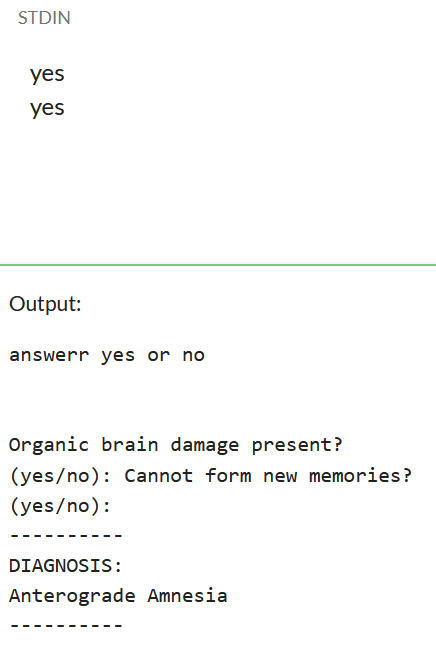 STDIN
yes
yes
Output:
answerr yes or no
Organic brain damage present?
(yes/no): Cannot form new memories?
(yes/no):
----------
DIAGNOSIS:
Anterograde Amnesia
----------